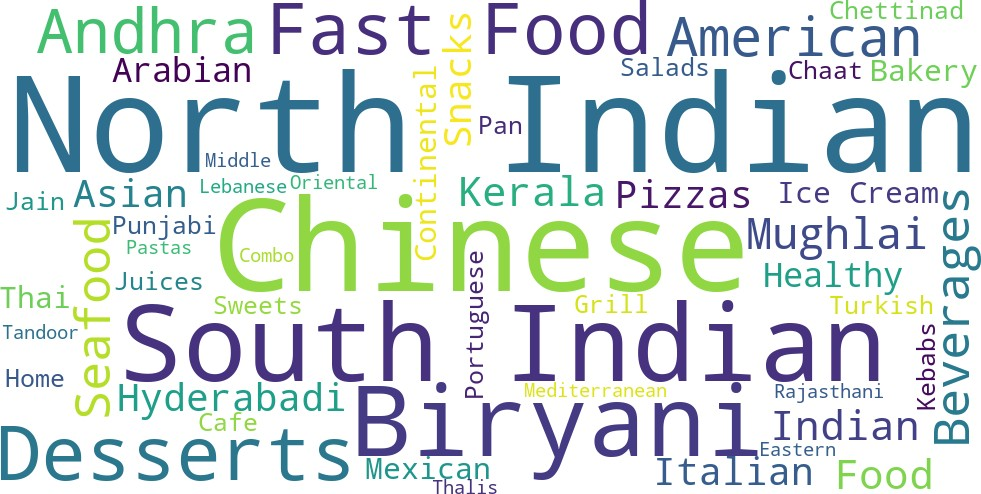 Andhra
Fast Food
Snacks
American
Chettinad
Arabian
Salads
Chaat
Bakery
North Indian
Continental
Pan
Middle
Jain
Asian
Lebanese
Oriental
Kerala
Pizzas
Ice Cream
Beverages
Punjabi
Pastas
Chinese
Combo
Mughlai
Seafood
Juices
Portuguese
Healthy
Thai
Sweets
Grill
Turkish
Tandoor
South Indian
Kebabs
Home
Hyderabadi
Biryani
Mediterranean
Rajasthani
Cafe
Indian
Desserts
Mexican
Eastern
Italian
Food
Thalis